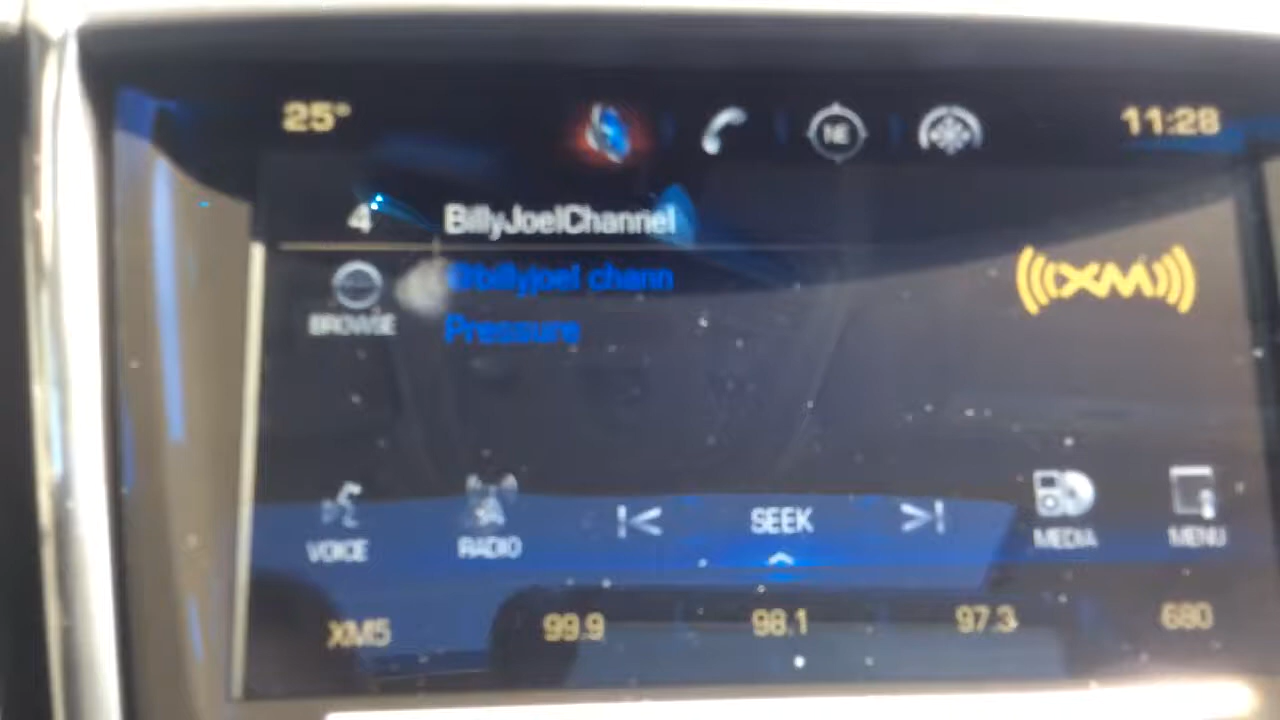 25° NE 11:28
4 BillyJoelChannel
@billyjoel chann
XM
BROWSE
Pressure
SEEK
VOICE RADIO MEDIA MENU
XM5 99.9 98.1 97.3 680